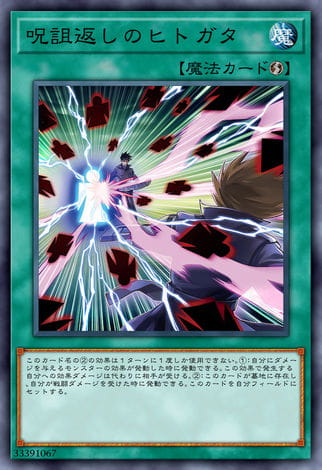 呪詛返しのヒトガタ
魔
【魔法カード】
このカード名の②の効果は1ターンに1度しか使用できない。①:自分にダメー
ジを与えるモンスターの効果が発動した時に発動できる。この効果で発生する
自分への効果ダメージは代わりに相手が受ける。②:このカードが墓地に存在し
、自分が戦闘ダメージを受けた時に発動できる。このカードを自分フィールドに
セットする。
33391067